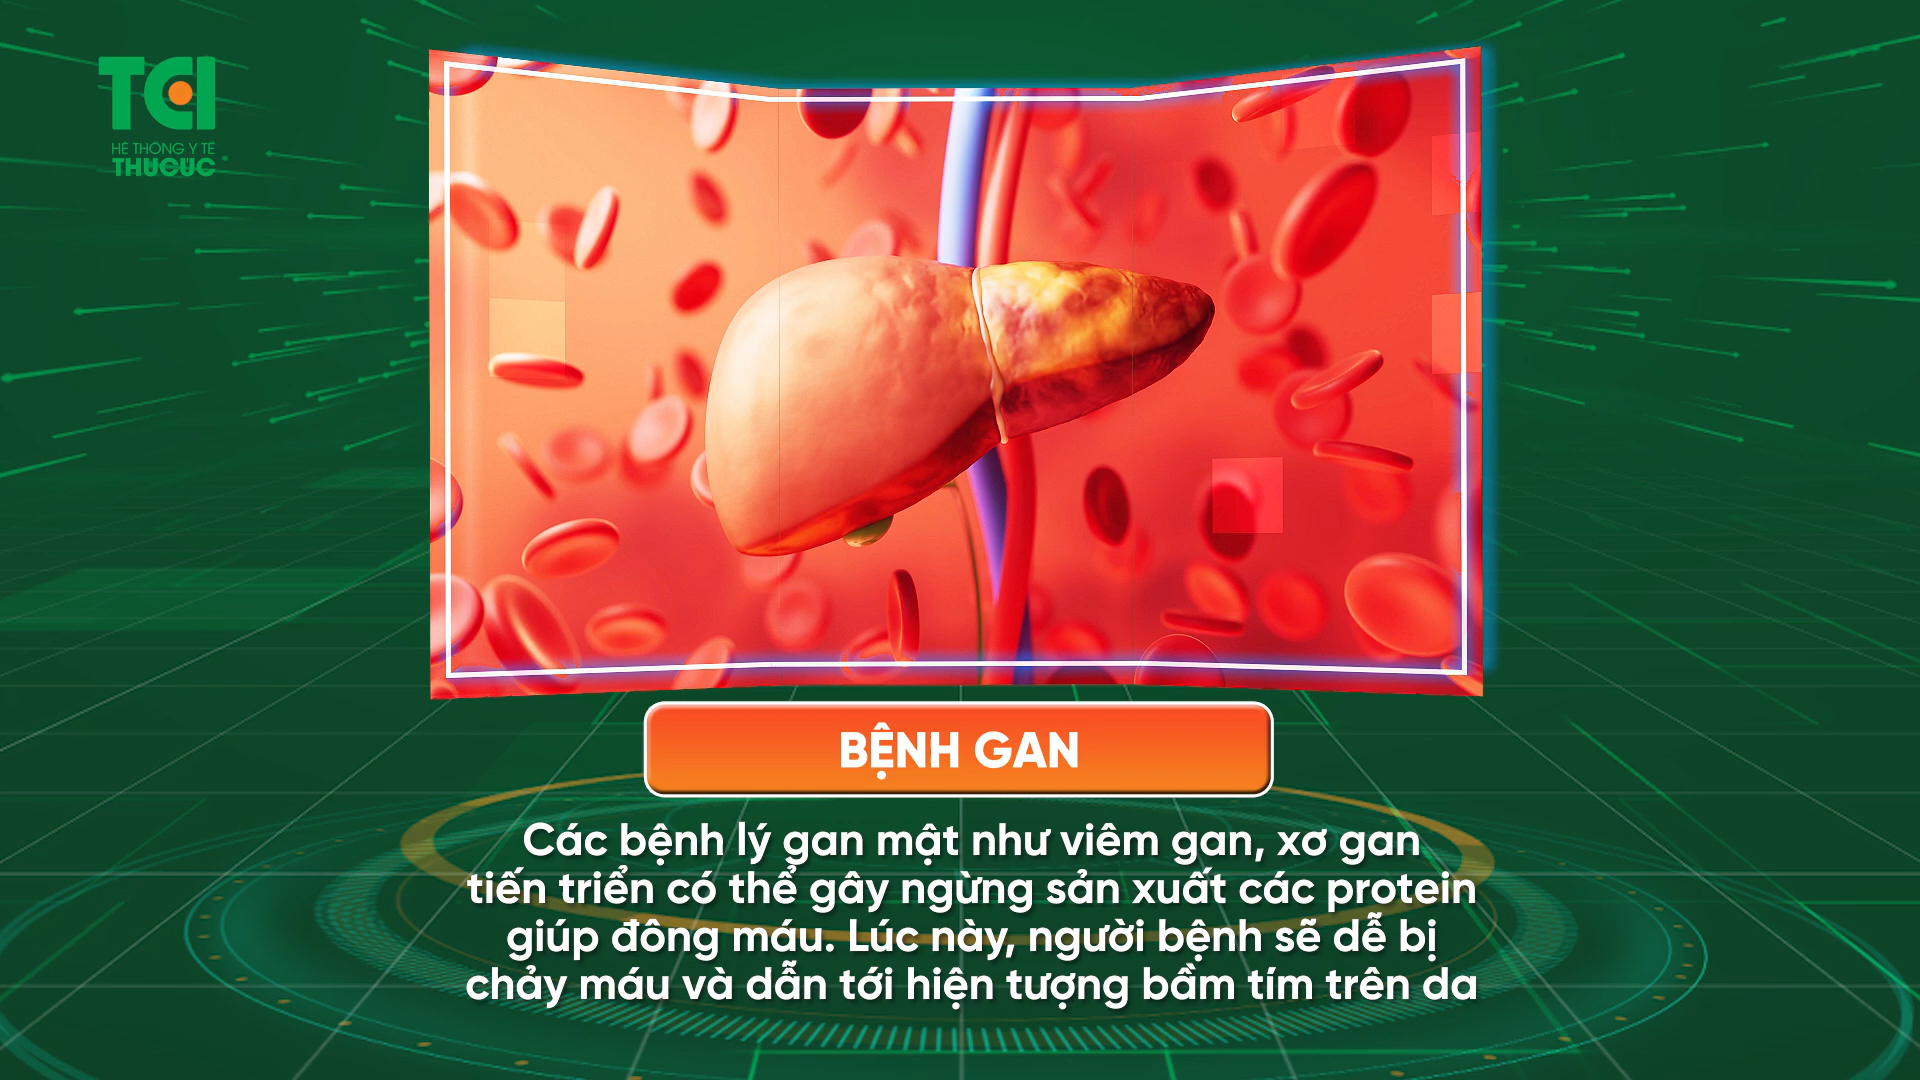 TCI
HỆ THỐNG Y TẾ
THUCUC
BỆNH GAN
Các bệnh lý gan mật như viêm gan, xơ gan
tiến triển có thể gây ngừng sản xuất các protein
giúp đông máu. Lúc này, người bệnh sẽ dễ bị
chảy máu và dẫn tới hiện tượng bầm tím trên da